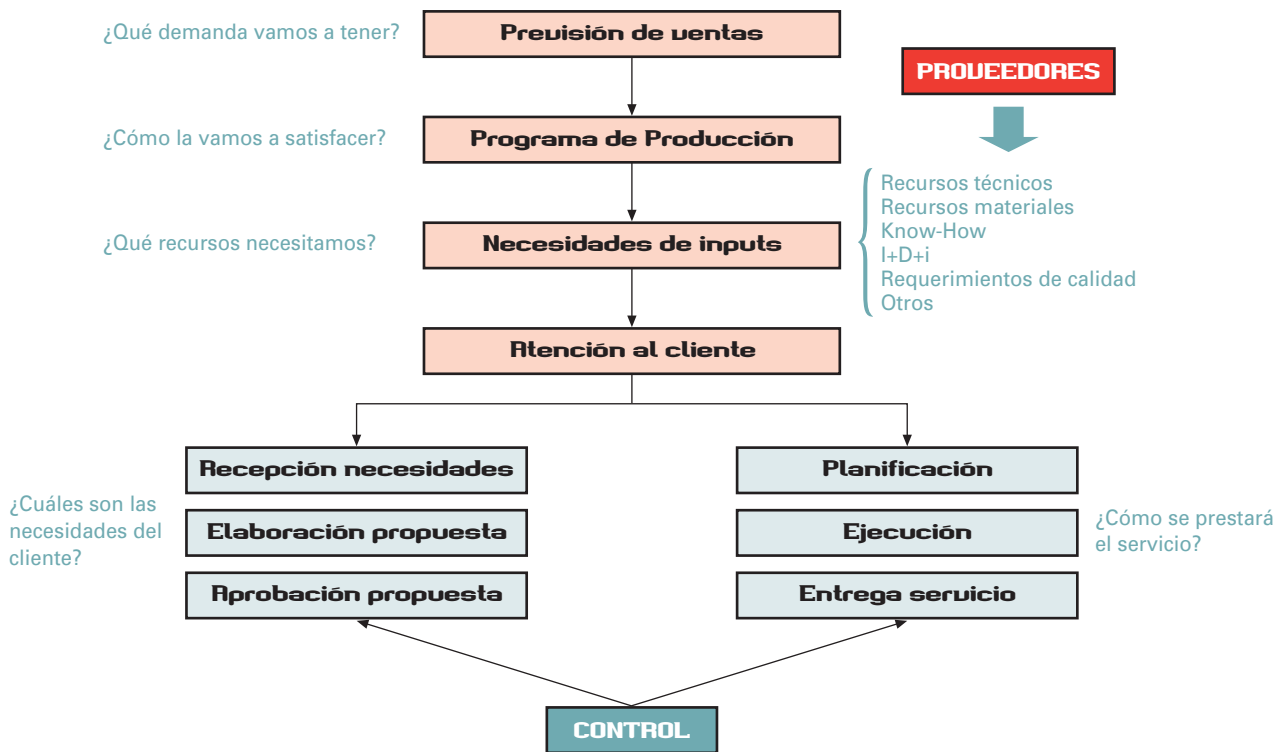 ¿Qué demanda vamos a tener?
Previsión de ventas
PROVEEDORES
¿Cómo la vamos a satisfacer?
Programa de Producción
¿Qué recursos necesitamos?
Necesidades de inputs
Recursos técnicos
Recursos materiales
Know-How
I+D+i
Requerimientos de calidad
Otros
Atención al cliente
¿Cuáles son las
necesidades del
cliente?
Recepción necesidades
Elaboración propuesta
Aprobación propuesta
Planificación
Ejecución
Entrega servicio
¿Cómo se prestará
el servicio?
CONTROL